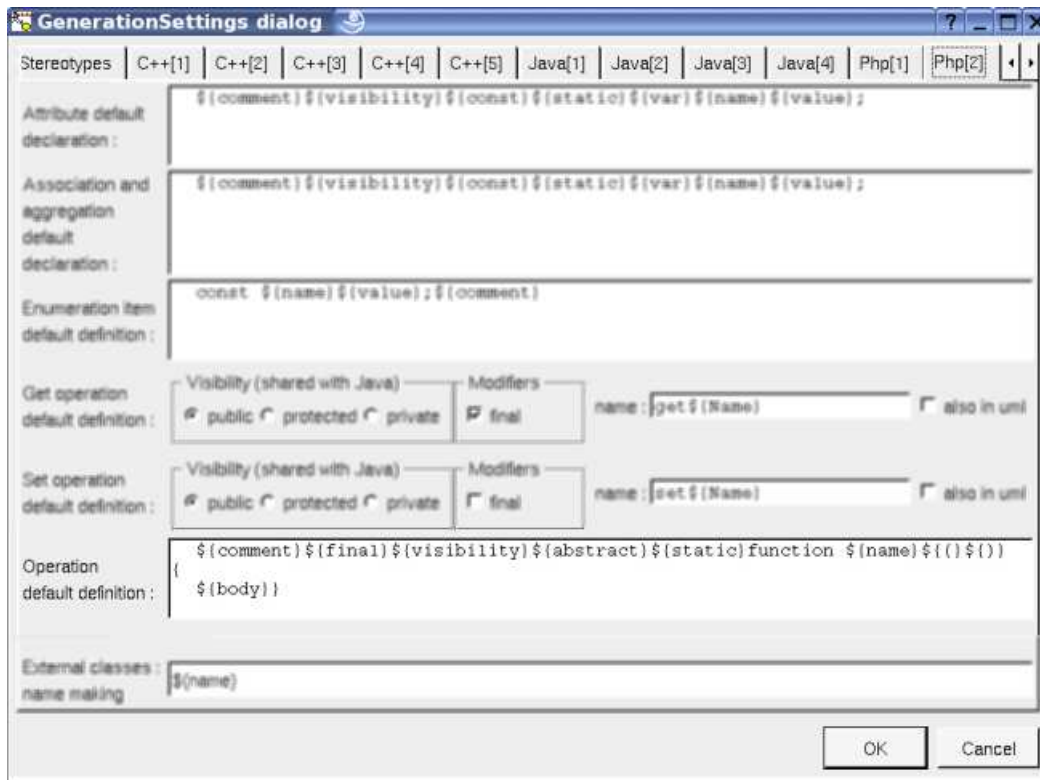 GenerationSettings dialog
Stereotypes C++[1] C++[2] C++[3] C++[4] C++[5] Java[1] Java[2] Java[3] Java[4] Php[1] Php[2]
Attribute default
declaration :
${comment}${visibility}${const}${static}${var}${name}${value};
Association and
aggregation
default
declaration :
${comment}${visibility}${const}${static}${var}${name}${value};
Enumeration item
default definition :
const ${name}${value};${comment}
Get operation
default definition :
Visibility (shared with Java) Modifiers
public protected private final name : get${Name} also in uml
Set operation
default definition :
Visibility (shared with Java) Modifiers
public protected private final name : set${Name} also in uml
Operation
default definition :
${comment}${final}${visibility}${abstract}${static}function ${name}${(}${)}
{
${body}}
External classes :
name making
${name}
OK Cancel